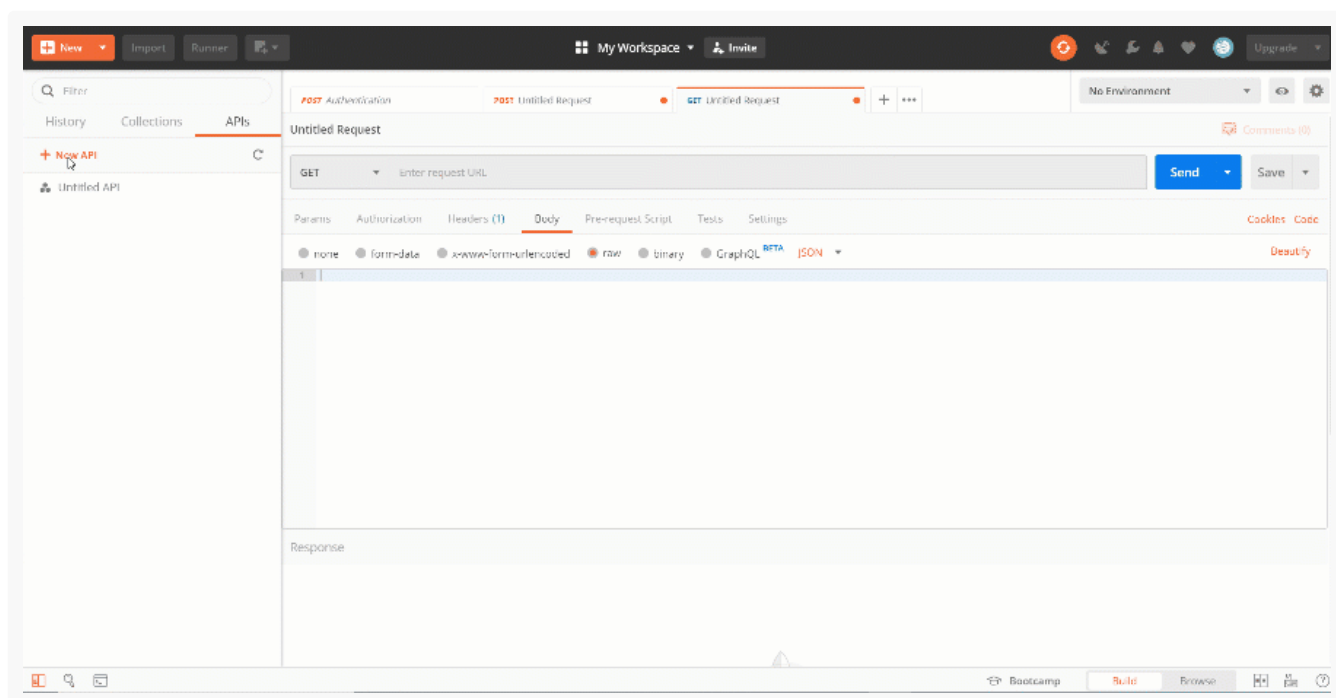 New Import Runner My Workspace Invite Upgrade
Filter
History Collections APIs
+ New API
Untitled API
POST Authentication POST Untitled Request GET Untitled Request + ••• No Environment
Untitled Request Comments (0)
GET Enter request URL Send Save
Params Authorization Headers (1) Body Pre-request Script Tests Settings Cookies Code
none form-data x-www-form-urlencoded raw binary GraphQL BETA JSON Beautify
1
Response
Bootcamp Build Browse